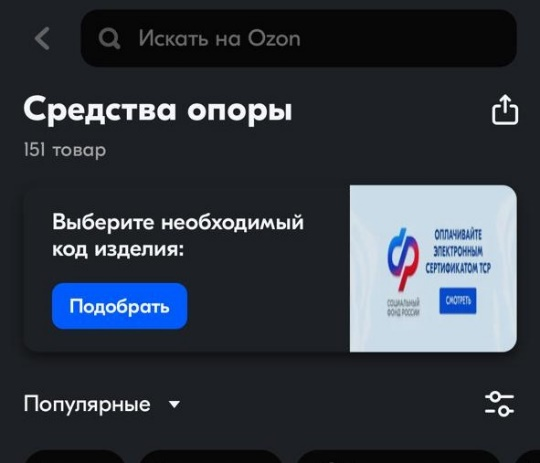 Искать на Ozon
Средства опоры
151 товар
Выберите необходимый
код изделия:
Подобрать
ОПЛАЧИВАЙТЕ
ЭЛЕКТРОННЫМ
СЕРТИФИКАТОМ ТСР
СМОТРЕТЬ
СОЦИАЛЬНЫЙ
ФОНД РОССИИ
Популярные